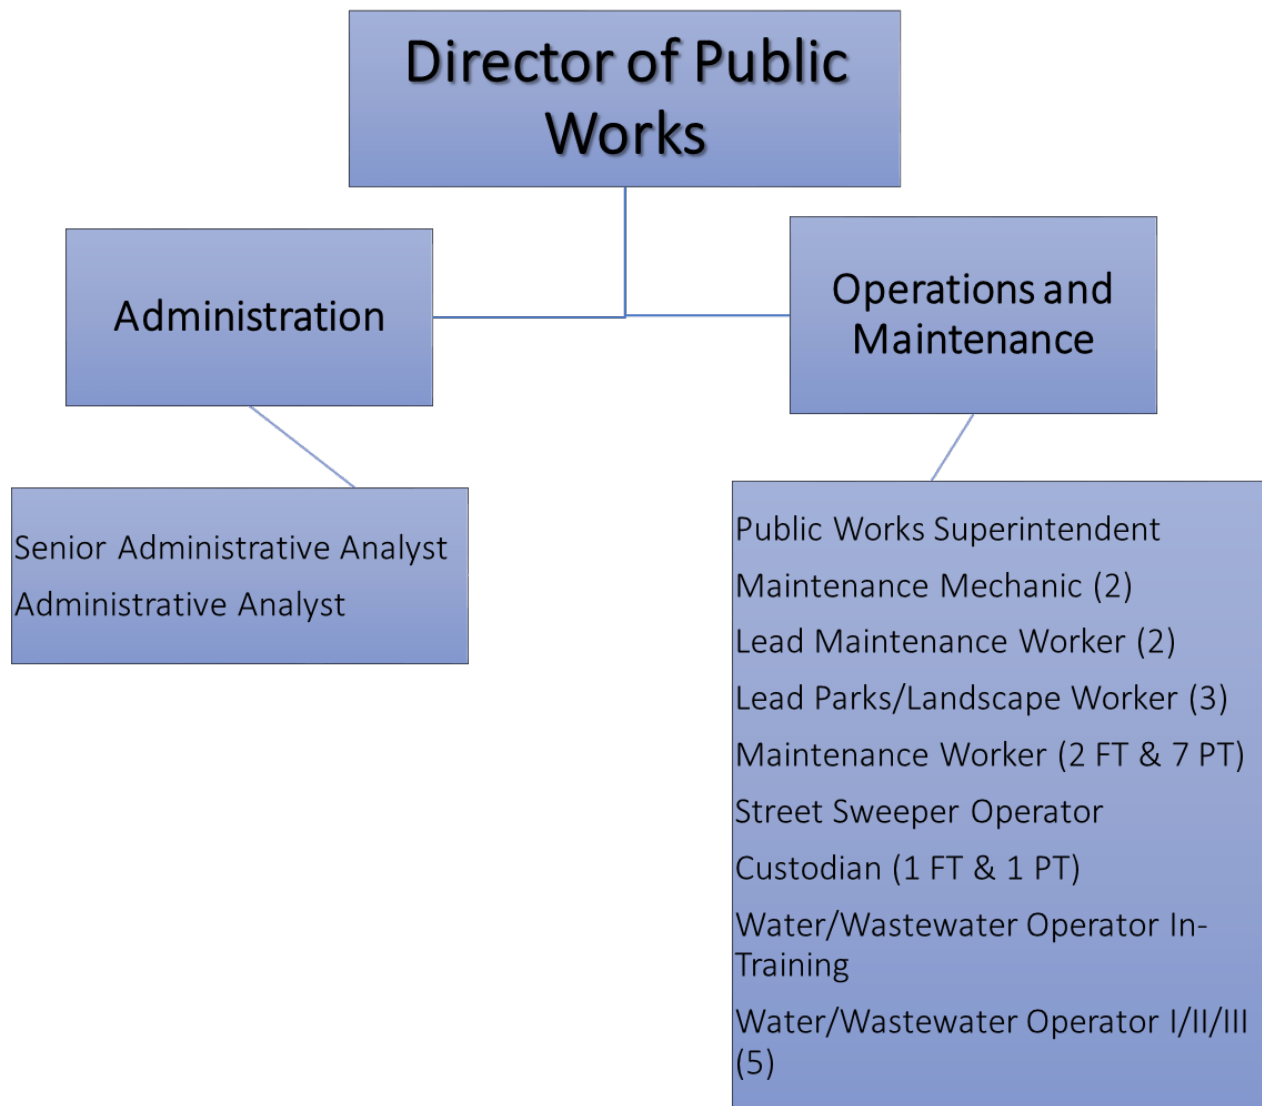 Director of Public
Works
Administration
Operations and
Maintenance
Senior Administrative Analyst
Administrative Analyst
Public Works Superintendent
Maintenance Mechanic (2)
Lead Maintenance Worker (2)
Lead Parks/Landscape Worker (3)
Maintenance Worker (2 FT & 7 PT)
Street Sweeper Operator
Custodian (1 FT & 1 PT)
Water/Wastewater Operator In-
Training
Water/Wastewater Operator I/II/III
(5)